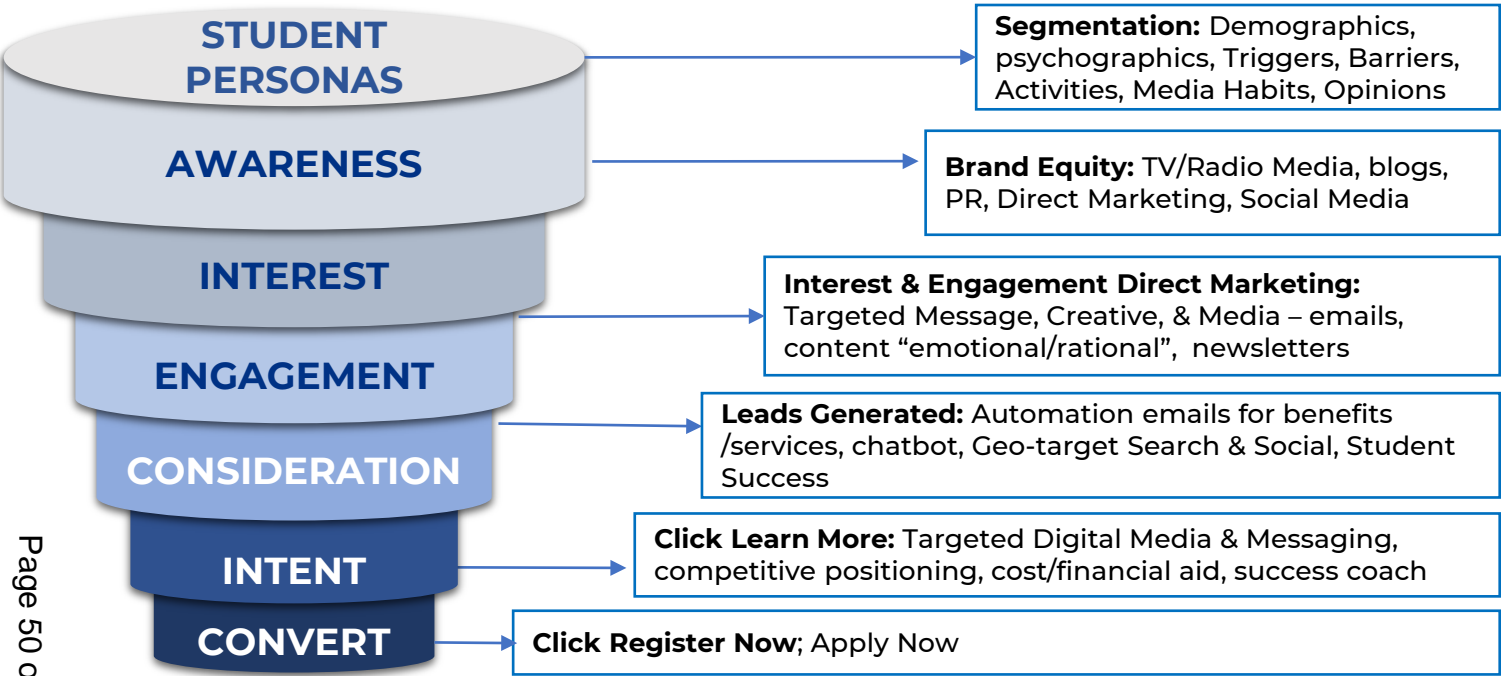 STUDENT
PERSONAS
Segmentation: Demographics,
psychographics, Triggers, Barriers,
Activities, Media Habits, Opinions
AWARENESS
Brand Equity: TV/Radio Media, blogs,
PR, Direct Marketing, Social Media
INTEREST
Interest & Engagement Direct Marketing:
Targeted Message, Creative, & Media – emails,
content “emotional/rational”,  newsletters
ENGAGEMENT
Leads Generated: Automation emails for benefits
/services, chatbot, Geo-target Search & Social, Student
Success
CONSIDERATION
Click Learn More: Targeted Digital Media & Messaging,
competitive positioning, cost/financial aid, success coach
INTENT
Click Register Now; Apply Now
CONVERT
Page 50